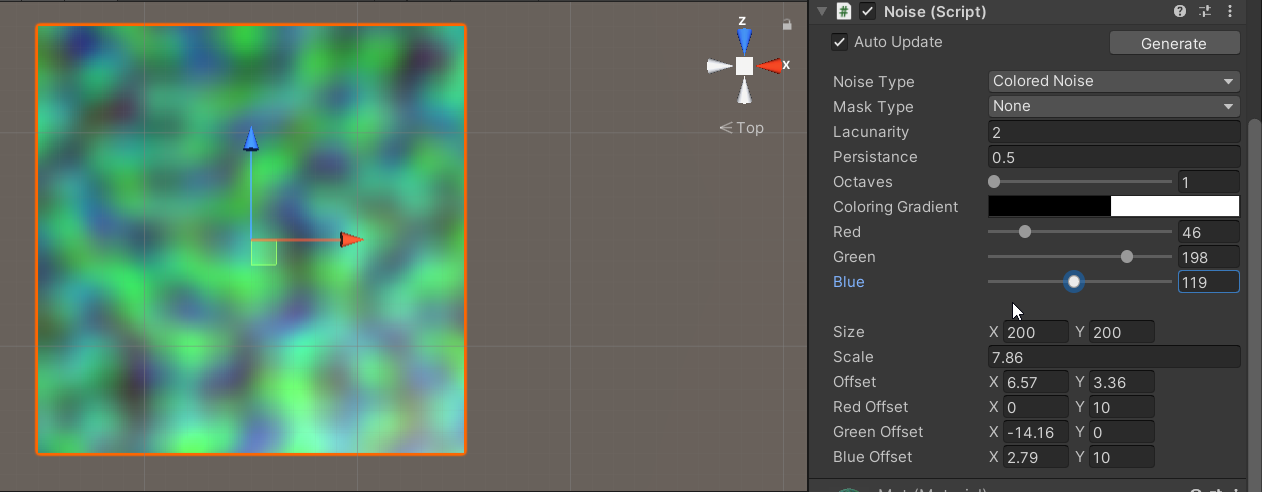 z
x
Top
Noise (Script)
Auto Update
Generate
Noise Type Colored Noise
Mask Type None
Lacunarity 2
Persistance 0.5
Octaves 1
Coloring Gradient
Red 46
Green 198
Blue 119
Size X 200 Y 200
Scale 7.86
Offset X 6.57 Y 3.36
Red Offset X 0 Y 10
Green Offset X -14.16 Y 0
Blue Offset X 2.79 Y 10